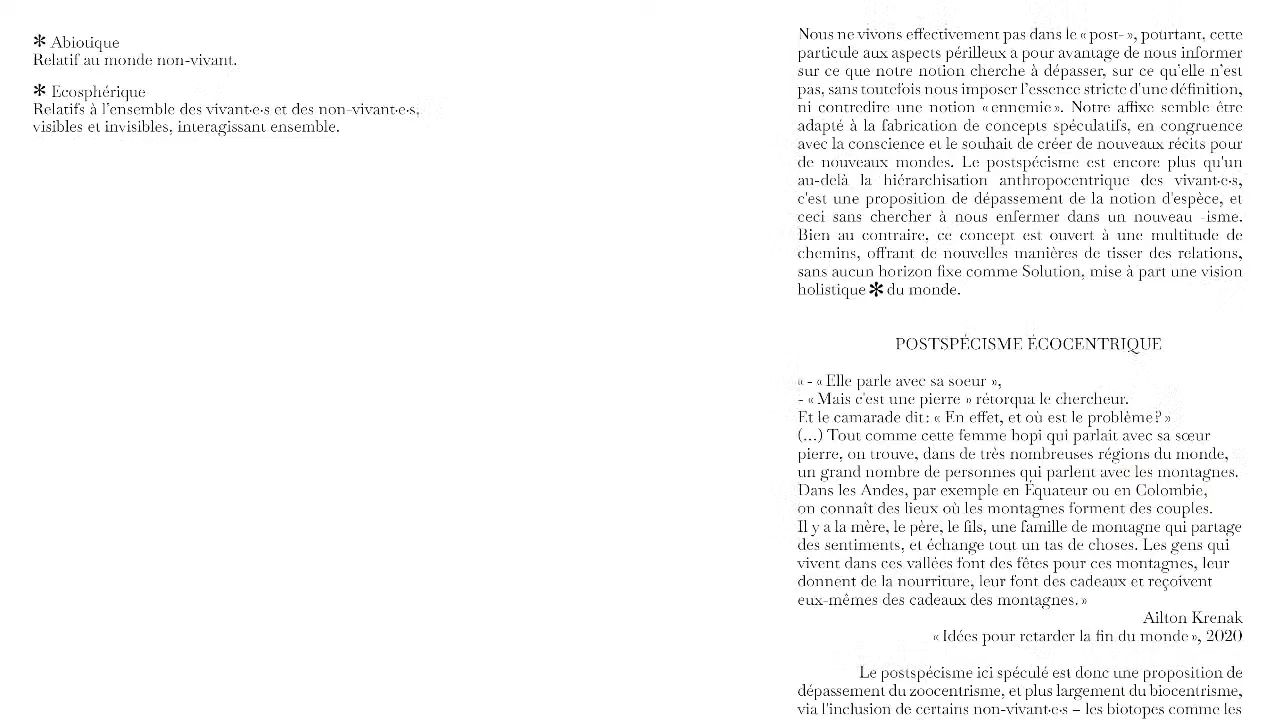 ✻ Abiotique
Relatif au monde non-vivant.
✻ Ecosphérique
Relatifs à l'ensemble des vivant·e·s et des non-vivant·e·s,
visibles et invisibles, interagissant ensemble.
Nous ne vivons effectivement pas dans le « post- », pourtant, cette
particule aux aspects périlleux a pour avantage de nous informer
sur ce que notre notion cherche à dépasser, sur ce qu'elle n'est
pas, sans toutefois nous imposer l'essence stricte d'une définition,
ni contredire une notion « ennemie ». Notre affixe semble être
adapté à la fabrication de concepts spéculatifs, en congruence
avec la conscience et le souhait de créer de nouveaux récits pour
de nouveaux mondes. Le postspécisme est encore plus qu'un
au-delà la hiérarchisation anthropocentrique des vivant·e·s,
c'est une proposition de dépassement de la notion d'espèce, et
ceci sans chercher à nous enfermer dans un nouveau -isme.
Bien au contraire, ce concept est ouvert à une multitude de
chemins, offrant de nouvelles manières de tisser des relations,
sans aucun horizon fixe comme Solution, mise à part une vision
holistique ✻ du monde.
POSTSPÉCISME ÉCOCENTRIQUE
« - « Elle parle avec sa soeur »,
- « Mais c'est une pierre » rétorqua le chercheur.
Et le camarade dit : « En effet, et où est le problème ? »
(...) Tout comme cette femme hopi qui parlait avec sa sœur
pierre, on trouve, dans de très nombreuses régions du monde,
un grand nombre de personnes qui parlent avec les montagnes.
Dans les Andes, par exemple en Équateur ou en Colombie,
on connaît des lieux où les montagnes forment des couples.
Il y a la mère, le père, le fils, une famille de montagne qui partage
des sentiments, et échange tout un tas de choses. Les gens qui
vivent dans ces vallées font des fêtes pour ces montagnes, leur
donnent de la nourriture, leur font des cadeaux et reçoivent
eux-mêmes des cadeaux des montagnes. »
Ailton Krenak
« Idées pour retarder la fin du monde », 2020
Le postspécisme ici spéculé est donc une proposition de
dépassement du zoocentrisme, et plus largement du biocentrisme,
via l'inclusion de certains non-vivant·e·s – les biotopes comme les